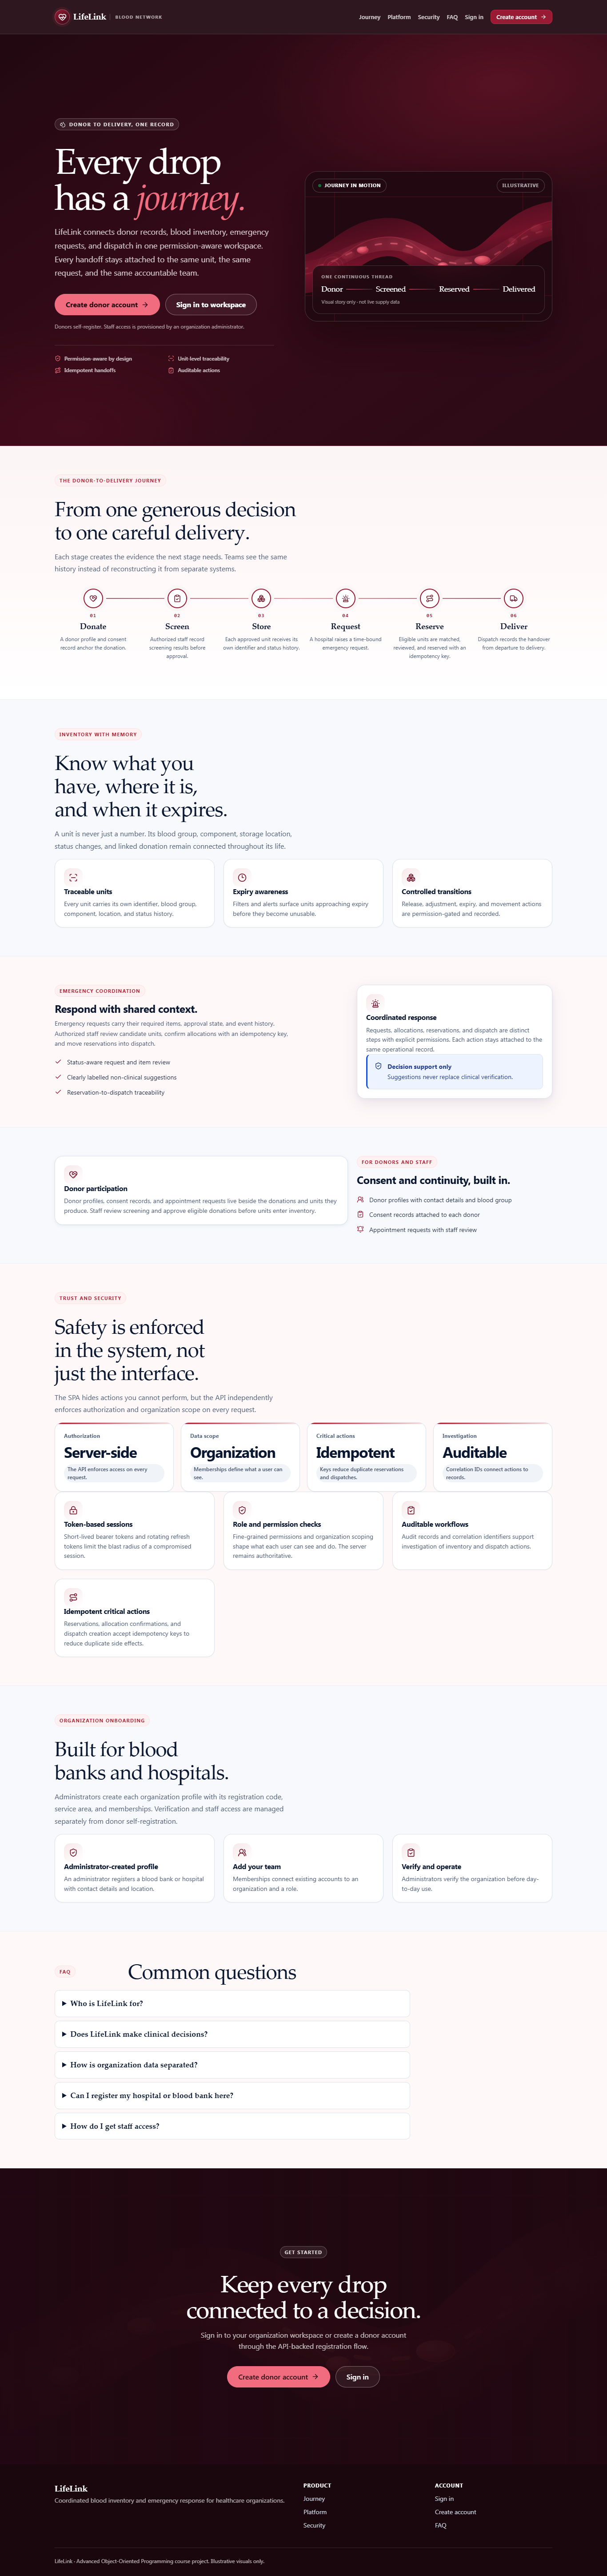 LifeLink BLOOD NETWORK
Journey Platform Security FAQ Sign in Create account
DONOR TO DELIVERY, ONE RECORD
Every drop
has a journey.
LifeLink connects donor records, blood inventory, emergency
requests, and dispatch in one permission-aware workspace.
Every handoff stays attached to the same unit, the same
request, and the same accountable team.
Create donor account
Sign in to workspace
Donors self-register. Staff access is provisioned by an organization administrator.
Permission-aware by design
Unit-level traceability
Idempotent handoffs
Auditable actions
JOURNEY IN MOTION
ILLUSTRATIVE
ONE CONTINUOUS THREAD
Donor Screened Reserved Delivered
Visual story only · not live supply data
THE DONOR-TO-DELIVERY JOURNEY
From one generous decision
to one careful delivery.
Each stage creates the evidence the next stage needs. Teams see the same
history instead of reconstructing it from separate systems.
01
Donate
A donor profile and consent
record anchor the donation.
02
Screen
Authorized staff record
screening results before
approval.
03
Store
Each approved unit receives its
own identifier and status history.
04
Request
A hospital raises a time-bound
emergency request.
05
Reserve
Eligible units are matched,
reviewed, and reserved with an
idempotency key.
06
Deliver
Dispatch records the handover
from departure to delivery.
INVENTORY WITH MEMORY
Know what you
have, where it is,
and when it expires.
A unit is never just a number. Its blood group, component, storage location,
status changes, and linked donation remain connected throughout its life.
Traceable units
Every unit carries its own identifier, blood group,
component, location, and status history.
Expiry awareness
Filters and alerts surface units approaching expiry
before they become unusable.
Controlled transitions
Release, adjustment, expiry, and movement actions
are permission-gated and recorded.
EMERGENCY COORDINATION
Respond with shared context.
Emergency requests carry their required items, approval state, and event history.
Authorized staff review candidate units, confirm allocations with an idempotency key,
and move reservations into dispatch.
Status-aware request and item review
Clearly labelled non-clinical suggestions
Reservation-to-dispatch traceability
Coordinated response
Requests, allocations, reservations, and dispatch are distinct
steps with explicit permissions. Each action stays attached to the
same operational record.
Decision support only
Suggestions never replace clinical verification.
Donor participation
Donor profiles, consent records, and appointment requests live beside the donations and units they
produce. Staff review screening and approve eligible donations before units enter inventory.
FOR DONORS AND STAFF
Consent and continuity, built in.
Donor profiles with contact details and blood group
Consent records attached to each donor
Appointment requests with staff review
TRUST AND SECURITY
Safety is enforced
in the system, not
just the interface.
The SPA hides actions you cannot perform, but the API independently
enforces authorization and organization scope on every request.
Authorization
Server-side
The API enforces access on every
request.
Data scope
Organization
Memberships define what a user can
see.
Critical actions
Idempotent
Keys reduce duplicate reservations
and dispatches.
Investigation
Auditable
Correlation IDs connect actions to
records.
Token-based sessions
Short-lived bearer tokens and rotating refresh
tokens limit the blast radius of a compromised
session.
Role and permission checks
Fine-grained permissions and organization scoping
shape what each user can see and do. The server
remains authoritative.
Auditable workflows
Audit records and correlation identifiers support
investigation of inventory and dispatch actions.
Idempotent critical actions
Reservations, allocation confirmations, and
dispatch creation accept idempotency keys to
reduce duplicate side effects.
ORGANIZATION ONBOARDING
Built for blood
banks and hospitals.
Administrators create each organization profile with its registration code,
service area, and memberships. Verification and staff access are managed
separately from donor self-registration.
Administrator-created profile
An administrator registers a blood bank or hospital
with contact details and location.
Add your team
Memberships connect existing accounts to an
organization and a role.
Verify and operate
Administrators verify the organization before day-
to-day use.
FAQ
Common questions
Who is LifeLink for?
Does LifeLink make clinical decisions?
How is organization data separated?
Can I register my hospital or blood bank here?
How do I get staff access?
GET STARTED
Keep every drop
connected to a decision.
Sign in to your organization workspace or create a donor account
through the API-backed registration flow.
Create donor account
Sign in
LifeLink
Coordinated blood inventory and emergency response for healthcare organizations.
PRODUCT
Journey
Platform
Security
ACCOUNT
Sign in
Create account
FAQ
LifeLink · Advanced Object-Oriented Programming course project. Illustrative visuals only.